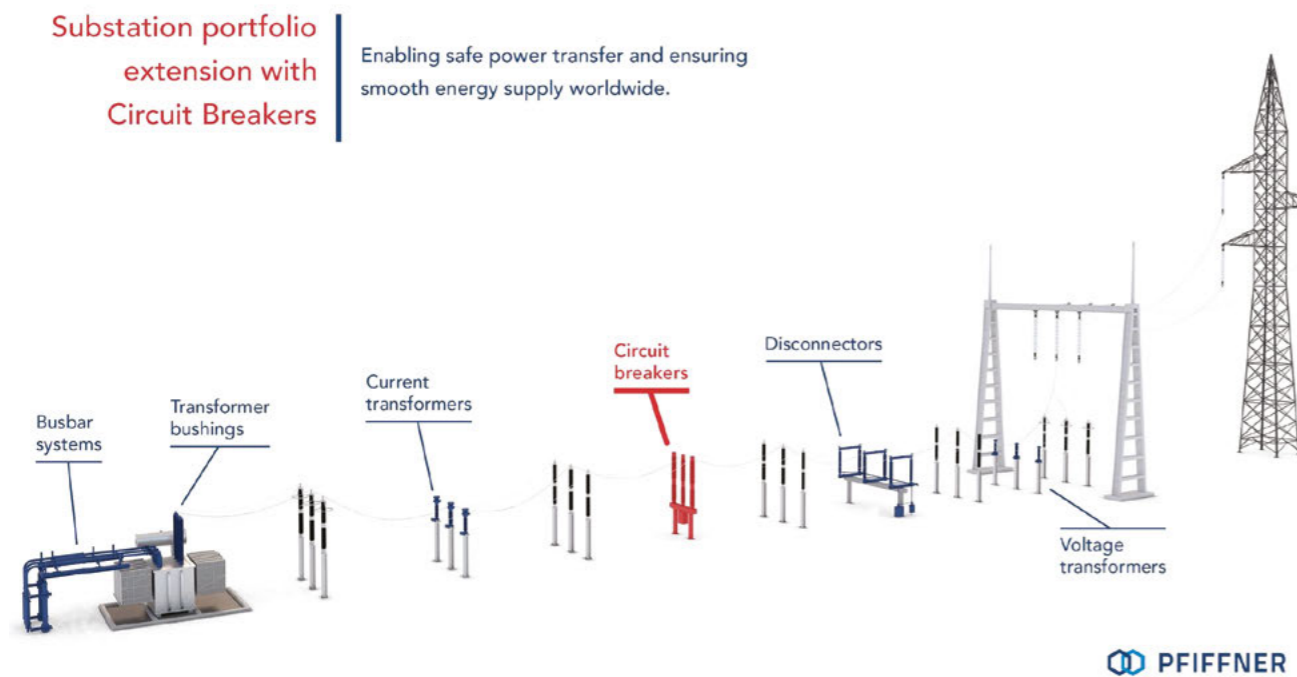 Substation portfolio
extension with
Circuit Breakers
Enabling safe power transfer and ensuring
smooth energy supply worldwide.
Busbar
systems
Transformer
bushings
Current
transformers
Circuit
breakers
Disconnectors
Voltage
transformers
PFIFFNER